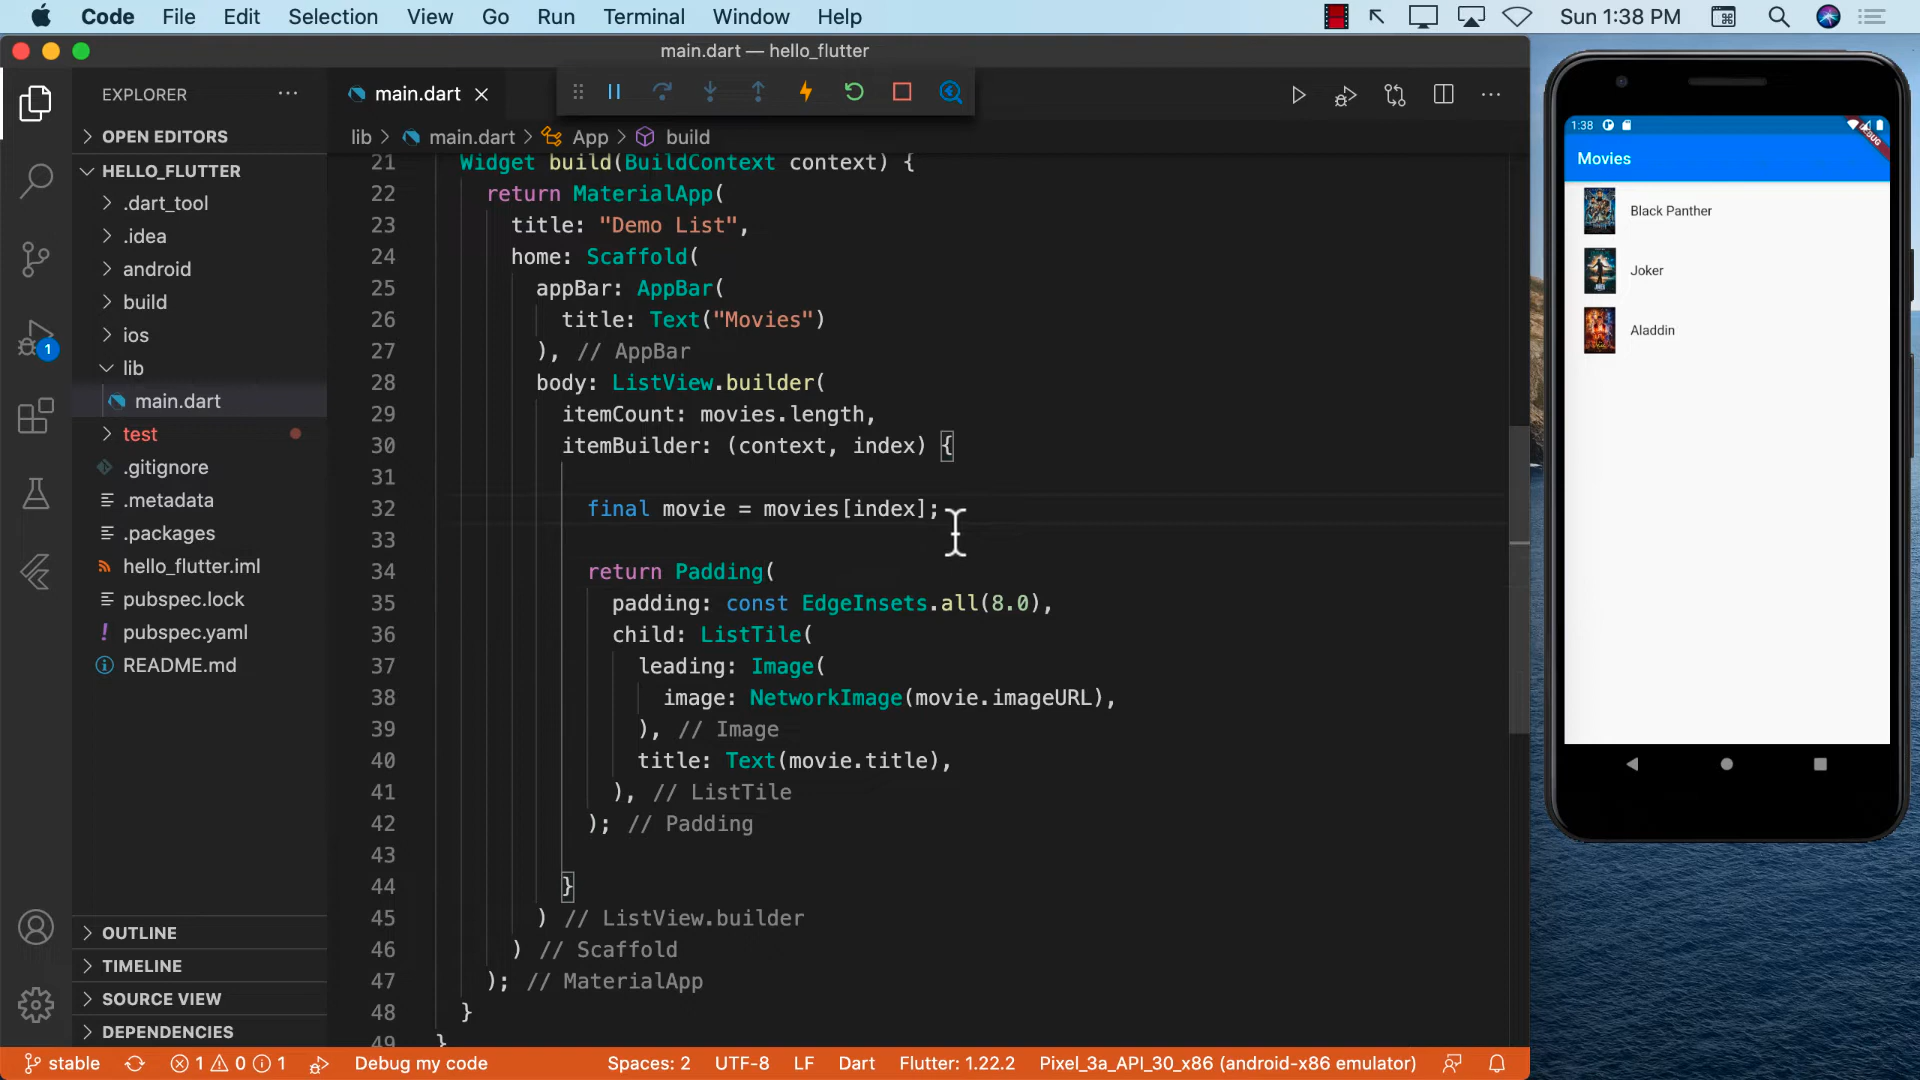 Code File Edit Selection View Go Run Terminal Window Help Sun 1:38 PM
main.dart — hello_flutter
EXPLORER
main.dart
OPEN EDITORS
HELLO_FLUTTER
.dart_tool
.idea
android
build
ios
lib
main.dart
test
.gitignore
.metadata
.packages
hello_flutter.iml
pubspec.lock
pubspec.yaml
README.md
OUTLINE
TIMELINE
SOURCE VIEW
DEPENDENCIES
1
lib > main.dart > App > build
21 Widget build(BuildContext context) {
22 return MaterialApp(
23 title: "Demo List",
24 home: Scaffold(
25 appBar: AppBar(
26 title: Text("Movies")
27 ), // AppBar
28 body: ListView.builder(
29 itemCount: movies.length,
30 itemBuilder: (context, index) {
31
32 final movie = movies[index];
33
34 return Padding(
35 padding: const EdgeInsets.all(8.0),
36 child: ListTile(
37 leading: Image(
38 image: NetworkImage(movie.imageURL),
39 ), // Image
40 title: Text(movie.title),
41 ), // ListTile
42 ); // Padding
43
44 }
45 ) // ListView.builder
46 ) // Scaffold
47 ); // MaterialApp
48 }
49 }
stable 1 0 1 Debug my code Spaces: 2 UTF-8 LF Dart Flutter: 1.22.2 Pixel_3a_API_30_x86 (android-x86 emulator)
1:38
DEBUG
Movies
Black Panther
Joker
Aladdin